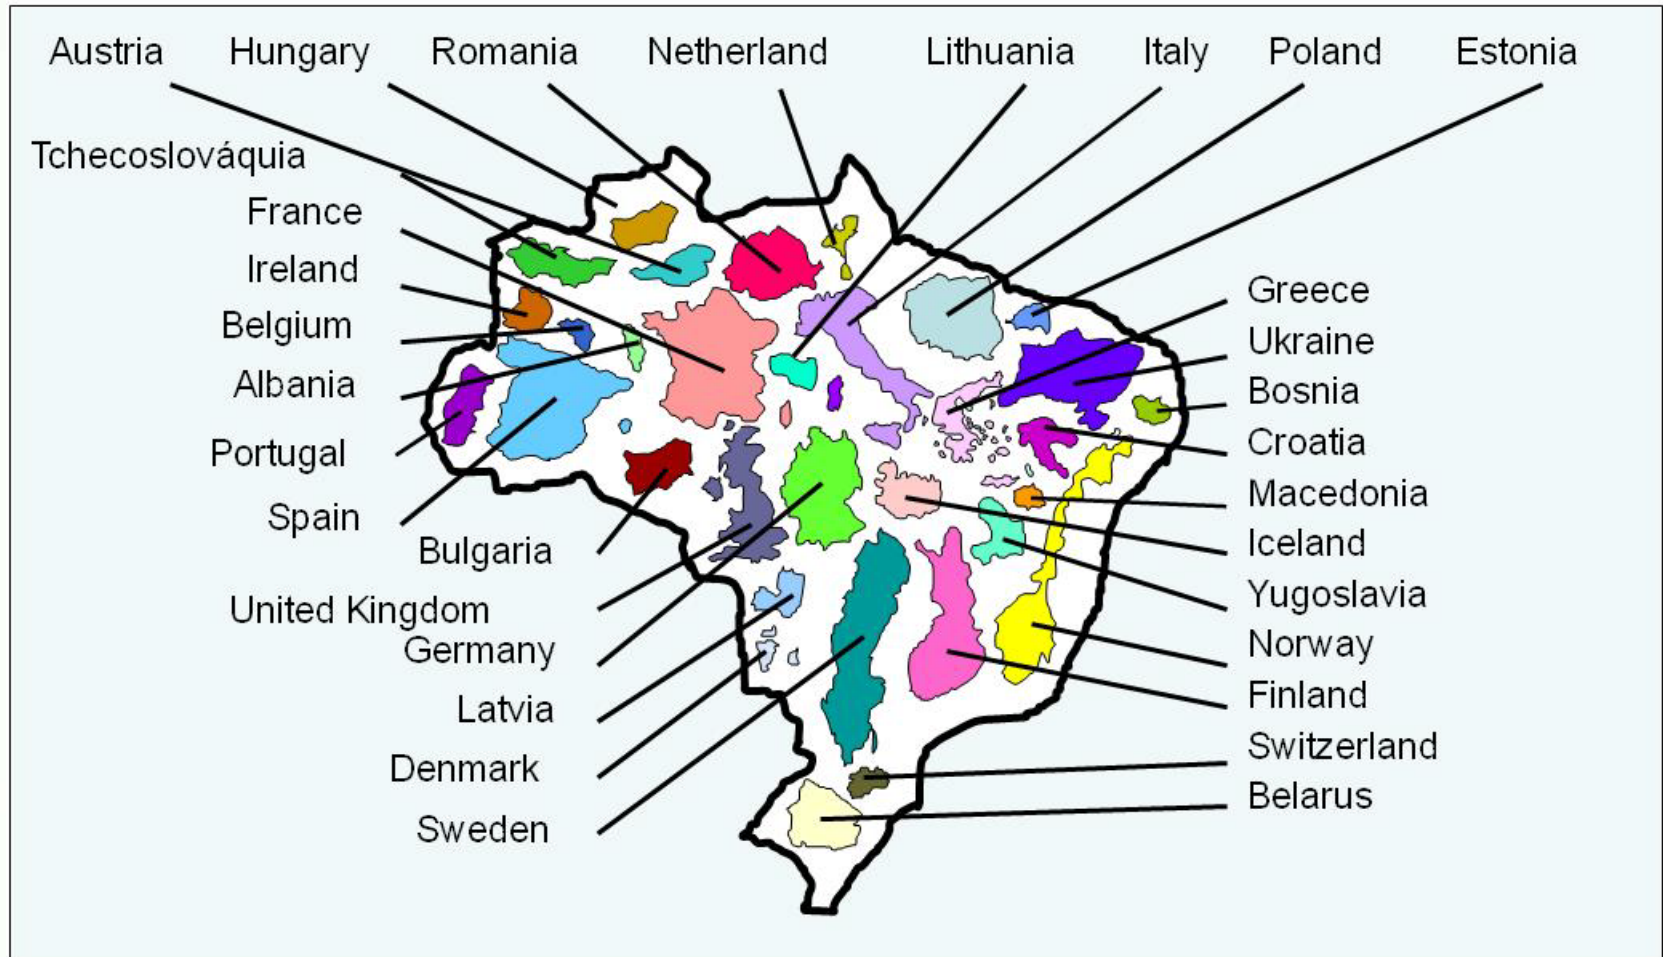 Austria Hungary Romania Netherland Lithuania Italy Poland Estonia
Tchecoslováquia
France
Ireland
Belgium
Albania
Portugal
Spain
Bulgaria
United Kingdom
Germany
Latvia
Denmark
Sweden
Greece
Ukraine
Bosnia
Croatia
Macedonia
Iceland
Yugoslavia
Norway
Finland
Switzerland
Belarus